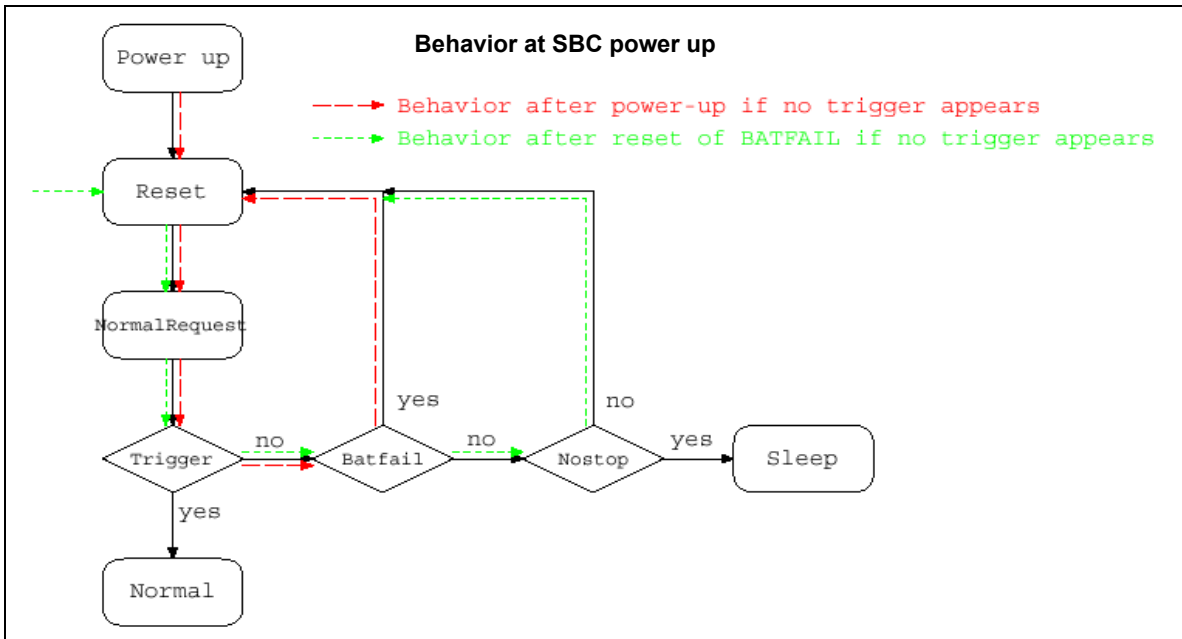 Behavior at SBC power up
Power up
Behavior after power-up if no trigger appears
Behavior after reset of BATFAIL if no trigger appears
Reset
NormalRequest
yes
no
Trigger
no
Batfail
no
Nostop
yes
Sleep
yes
Normal